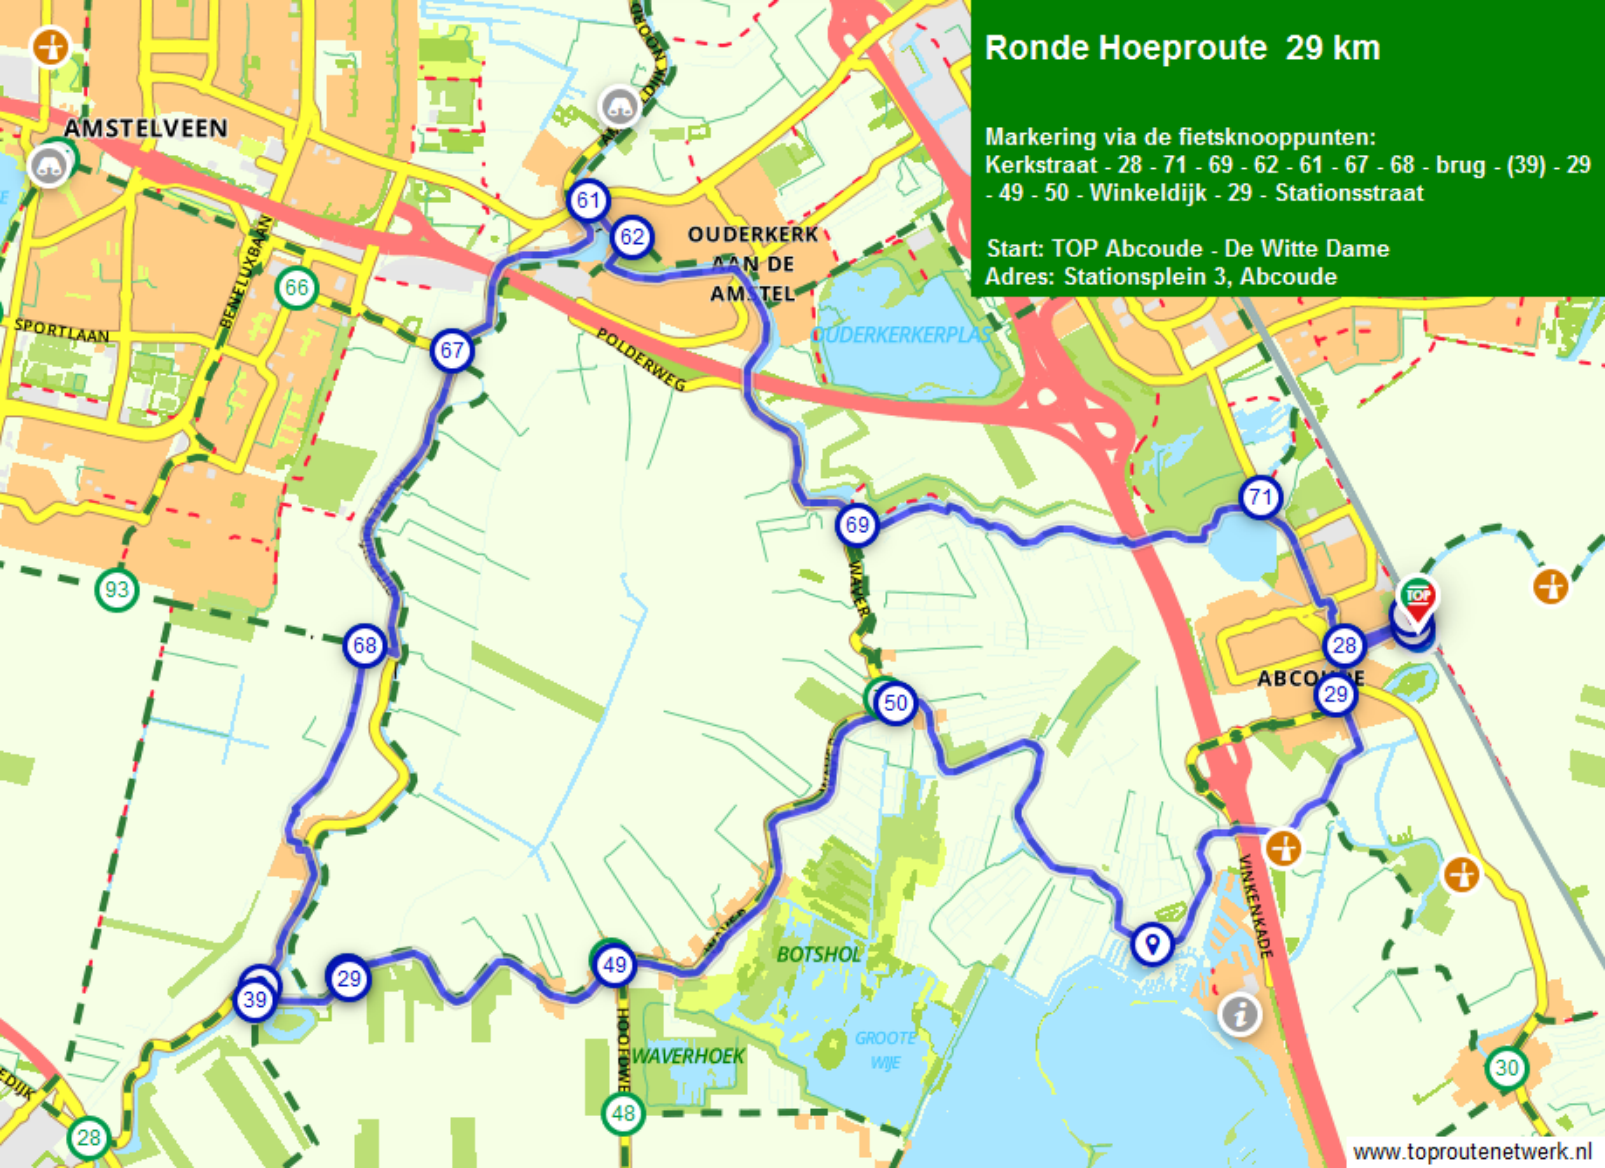 Ronde Hoeproute 29 km
Markering via de fietsknooppunten:
Kerkstraat - 28 - 71 - 69 - 62 - 61 - 67 - 68 - brug - (39) - 29
- 49 - 50 - Winkeldijk - 29 - Stationsstraat
Start: TOP Abcoude - De Witte Dame
Adres: Stationsplein 3, Abcoude
AMSTELVEEN
61
62
OUDERKERK
AAN DE
AMSTEL
BENELUXBAAN
66
SPORTLAAN
67
POLDERWEG
OUDERKERKERPLAS
71
69
93
WAVER
TOP
68
28
ABCOUDE
29
50
VINKENKADE
BOTSHOL
49
29
39
HOOFDWE
GROOTE
WIJE
WAVERHOEK
30
48
EDIJK
28
www.toproutenetwerk.nl